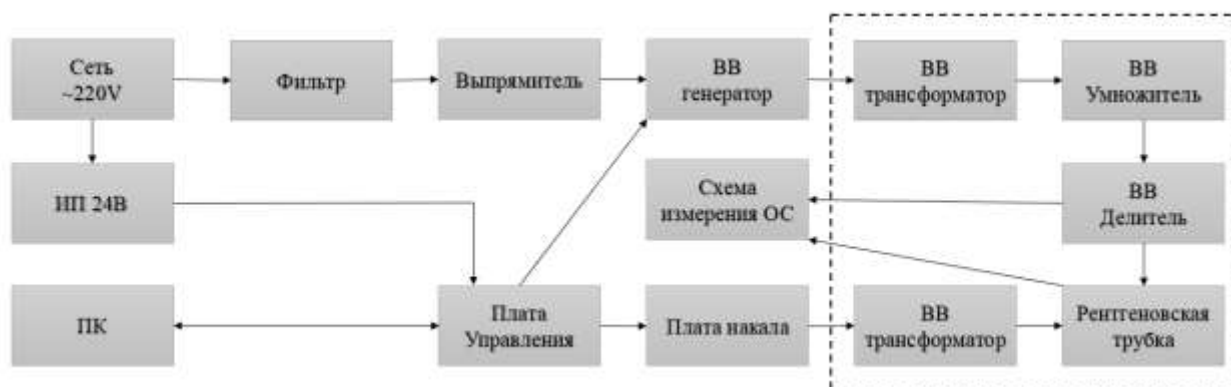 Сеть
~220V
Фильтр
Выпрямитель
ВВ
генератор
ВВ
трансформатор
ВВ
Умножитель
ИП 24В
Схема
измерения ОС
ВВ
Делитель
ПК
Плата
Управления
Плата накала
ВВ
трансформатор
Рентгеновская
трубка